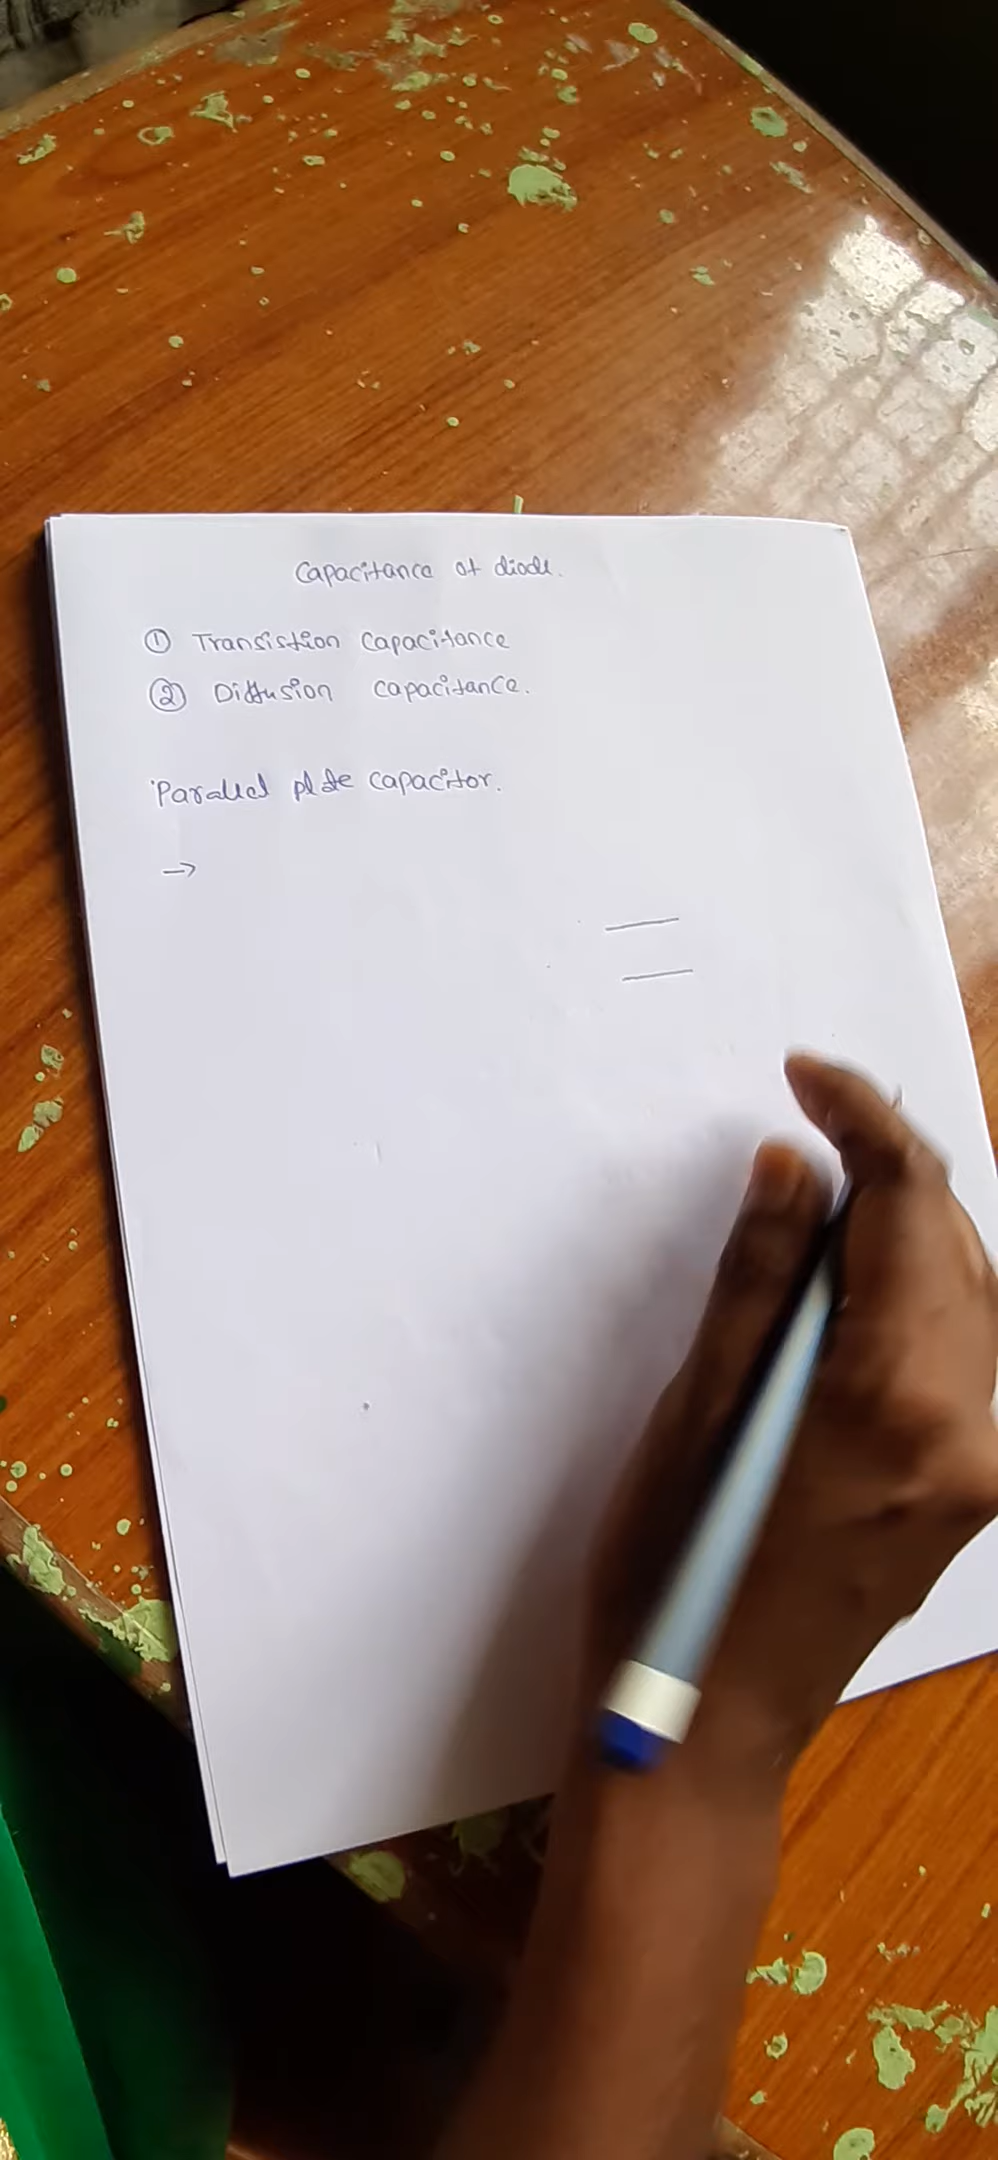 Capacitance of diode.
① Transistion Capacitance
② Diffusion capacitance.
Parallel plate capacitor.
→